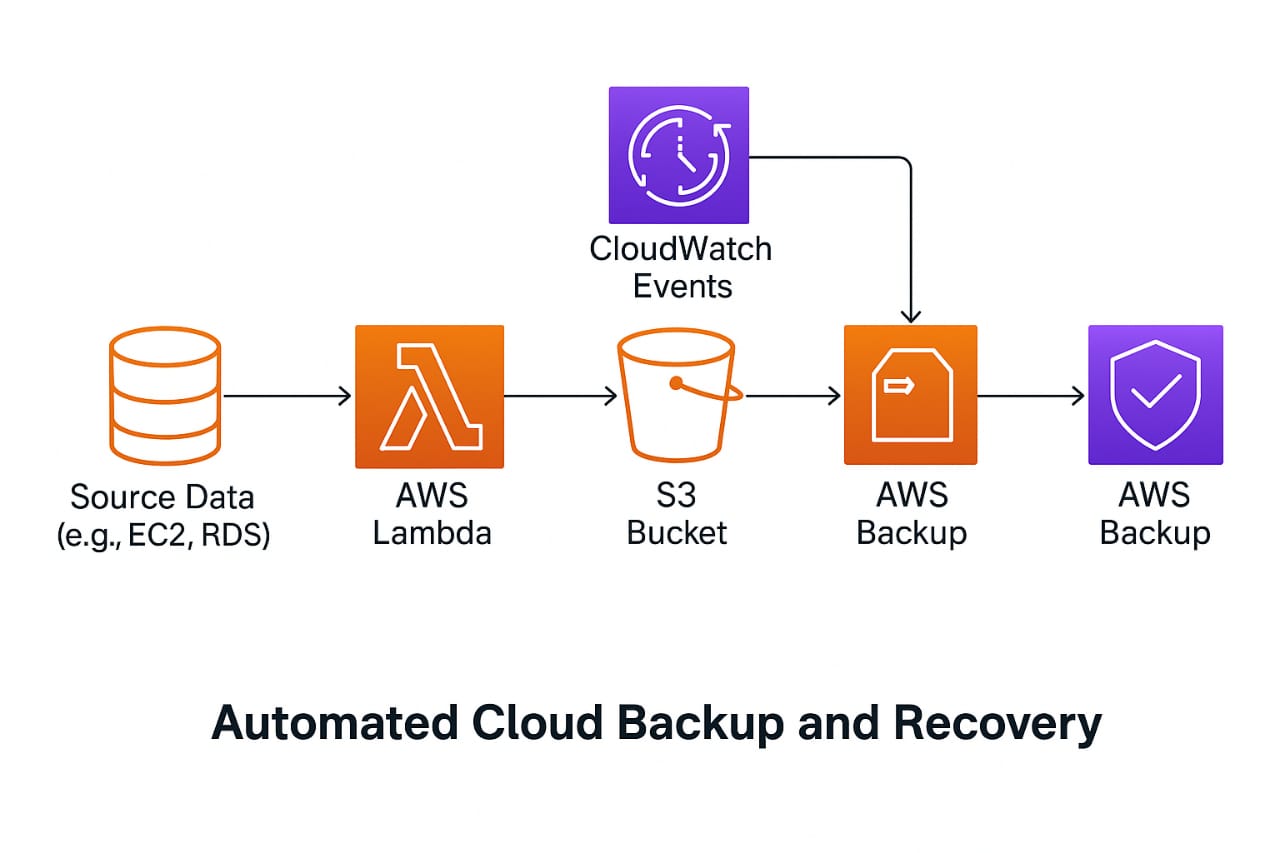 CloudWatch
Events
Source Data
(e.g., EC2, RDS)
AWS
Lambda
S3
Bucket
AWS
Backup
AWS
Backup
Automated Cloud Backup and Recovery